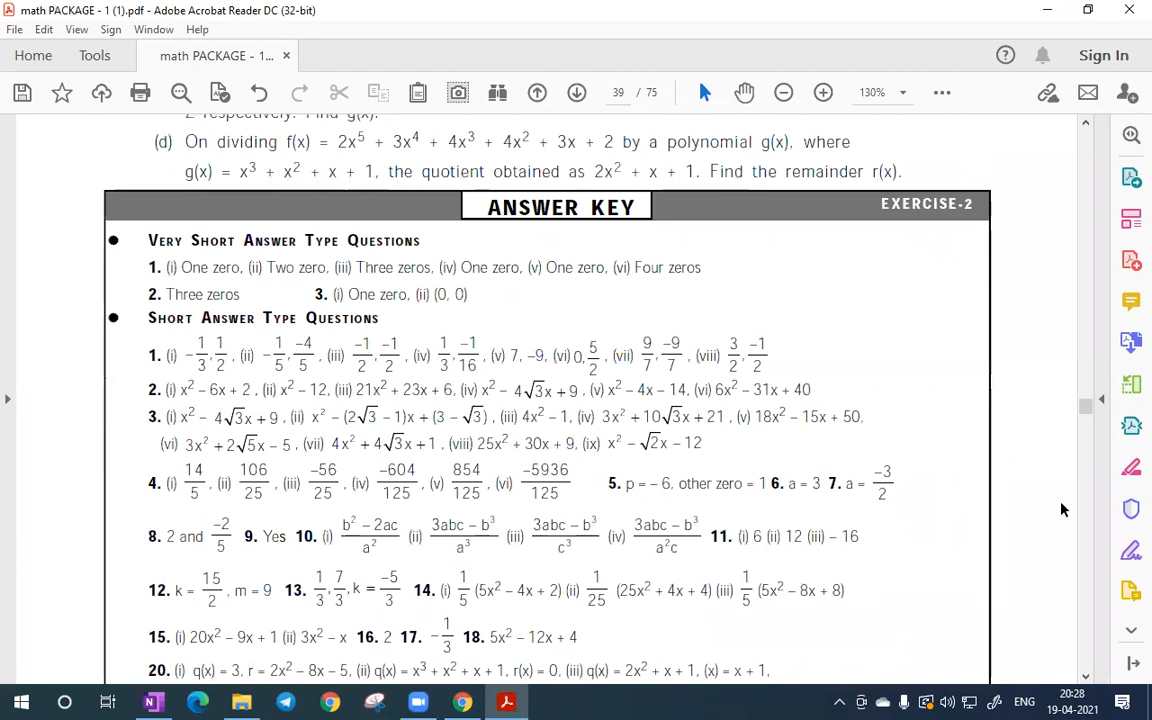 math PACKAGE - 1 (1).pdf - Adobe Acrobat Reader DC (32-bit)
File Edit View Sign Window Help
Home Tools math PACKAGE - 1... × Sign In
39 / 75 130%
2 respectively. Find g(x).
(d) On dividing f(x) = 2x⁵ + 3x⁴ + 4x³ + 4x² + 3x + 2 by a polynomial g(x), where
g(x) = x³ + x² + x + 1, the quotient obtained as 2x² + x + 1. Find the remainder r(x).
ANSWER KEY EXERCISE-2
● VERY SHORT ANSWER TYPE QUESTIONS
1. (i) One zero, (ii) Two zero, (iii) Three zeros, (iv) One zero, (v) One zero, (vi) Four zeros
2. Three zeros 3. (i) One zero, (ii) (0, 0)
● SHORT ANSWER TYPE QUESTIONS
1. (i) -1/3, 1/2, (ii) -1/5, -4/5, (iii) -1/2, -1/2, (iv) 1/3, -1/16, (v) 7, –9, (vi) 0, 5/2, (vii) 9/7, -9/7, (viii) 3/2, -1/2
2. (i) x² – 6x + 2, (ii) x² – 12, (iii) 21x² + 23x + 6, (iv) x² – 4√3x + 9, (v) x² – 4x – 14, (vi) 6x² – 31x + 40
3. (i) x² – 4√3x + 9, (ii) x² – (2√3 – 1)x + (3 – √3), (iii) 4x² – 1, (iv) 3x² + 10√3x + 21, (v) 18x² – 15x + 50,
(vi) 3x² + 2√5x – 5, (vii) 4x² + 4√3x + 1, (viii) 25x² + 30x + 9, (ix) x² – √2x – 12
4. (i) 14/5, (ii) 106/25, (iii) -56/25, (iv) -604/125, (v) 854/125, (vi) -5936/125 5. p = – 6, other zero = 1 6. a = 3 7. a = -3/2
8. 2 and -2/5 9. Yes 10. (i) (b² – 2ac)/a² (ii) (3abc – b³)/a³ (iii) (3abc – b³)/c³ (iv) (3abc – b³)/a²c 11. (i) 6 (ii) 12 (iii) – 16
12. k = 15/2, m = 9 13. 1/3, 7/3, k = -5/3 14. (i) 1/5 (5x² – 4x + 2) (ii) 1/25 (25x² + 4x + 4) (iii) 1/5 (5x² – 8x + 8)
15. (i) 20x² – 9x + 1 (ii) 3x² – x 16. 2 17. -1/3 18. 5x² – 12x + 4
20. (i) q(x) = 3, r = 2x² – 8x – 5, (ii) q(x) = x³ + x² + x + 1, r(x) = 0, (iii) q(x) = 2x² + x + 1, (x) = x + 1,
ENG 20:28
19-04-2021